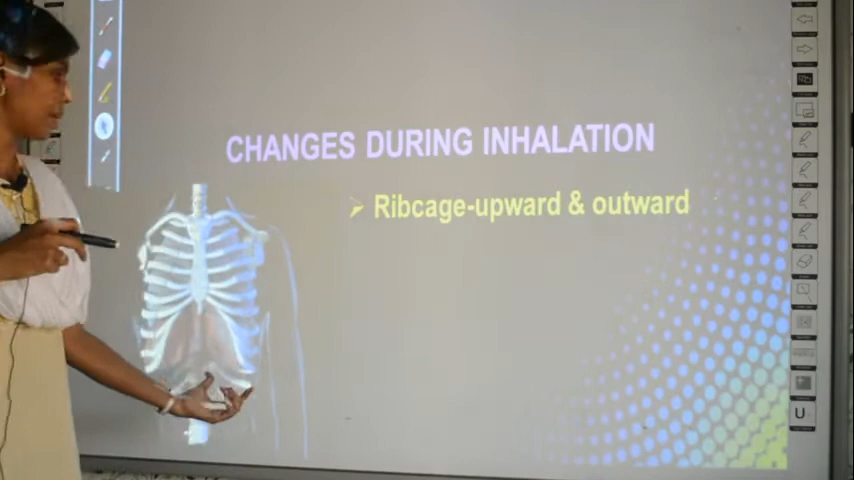 CHANGES DURING INHALATION
➢ Ribcage-upward & outward
U